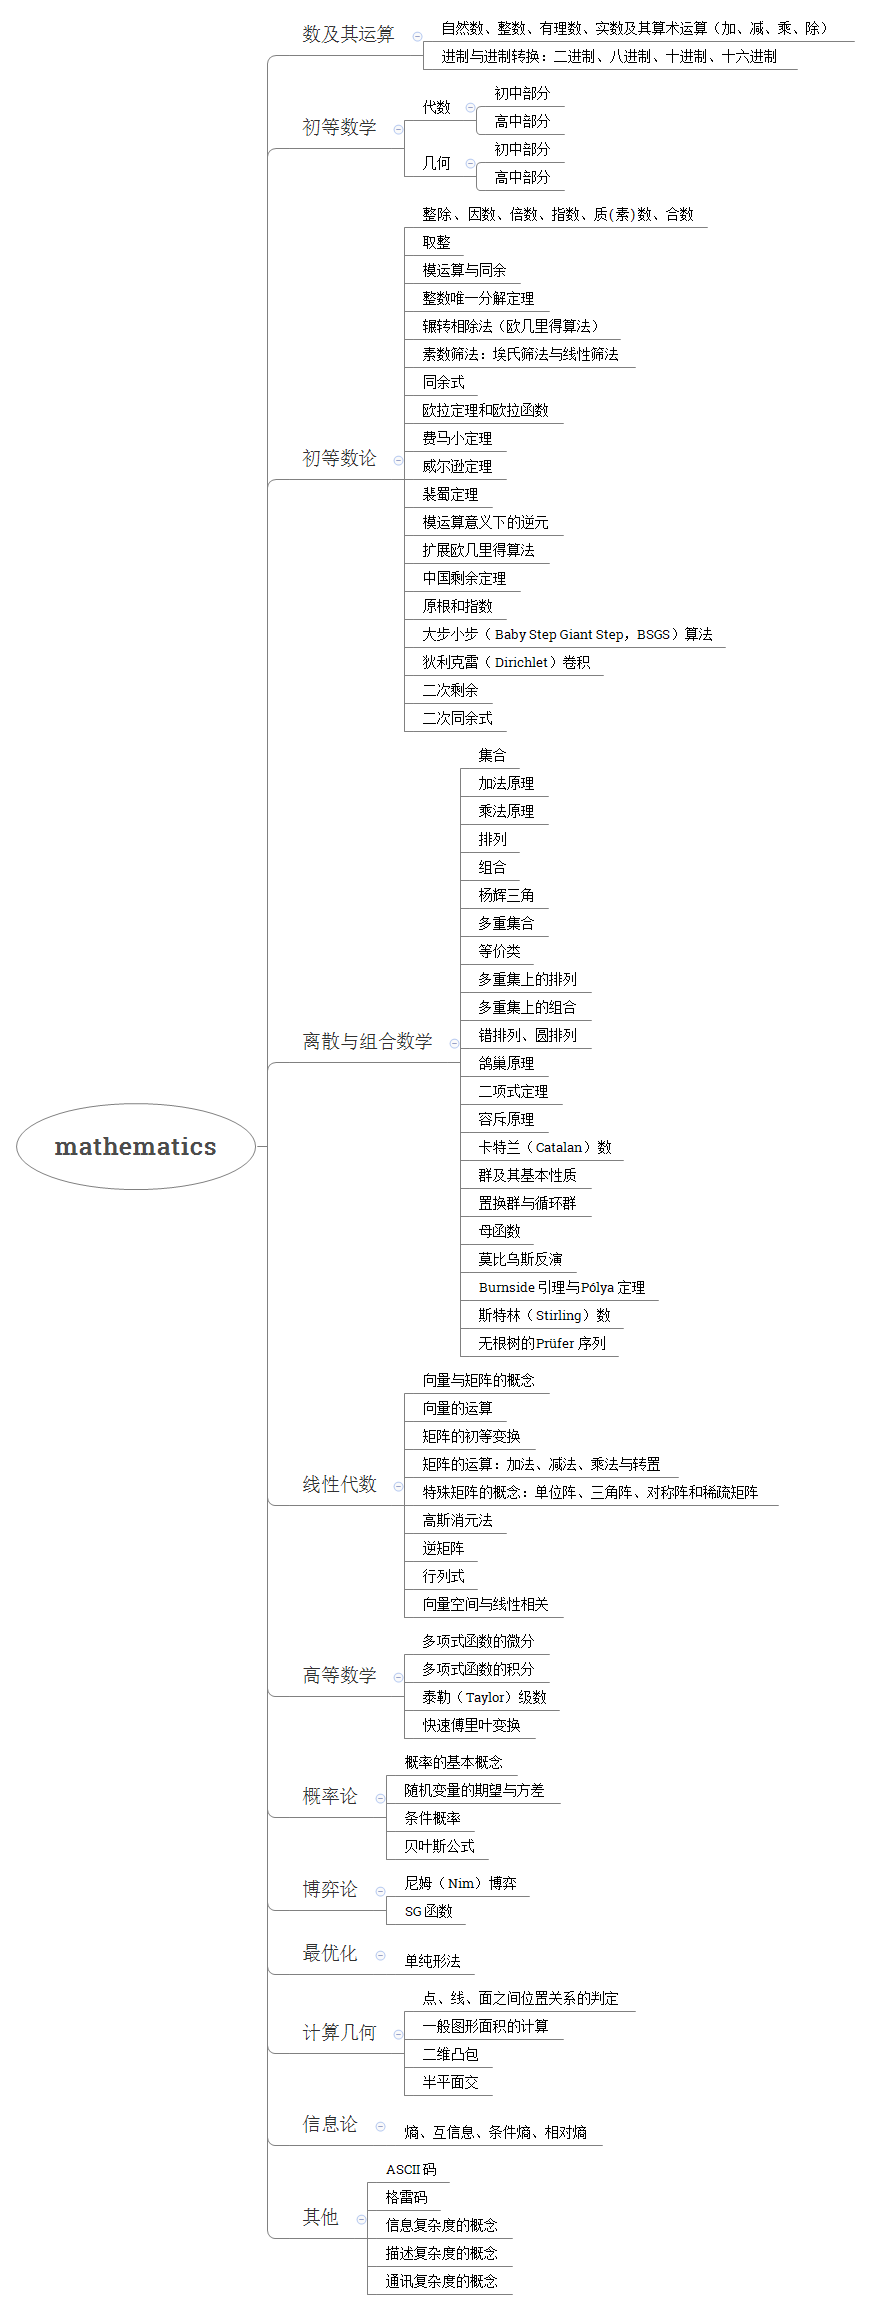 mathematics
数及其运算
自然数、整数、有理数、实数及其算术运算（加、减、乘、除）
进制与进制转换：二进制、八进制、十进制、十六进制
初等数学
代数
初中部分
高中部分
几何
初中部分
高中部分
初等数论
整除、因数、倍数、指数、质(素)数、合数
取整
模运算与同余
整数唯一分解定理
辗转相除法（欧几里得算法）
素数筛法：埃氏筛法与线性筛法
同余式
欧拉定理和欧拉函数
费马小定理
威尔逊定理
裴蜀定理
模运算意义下的逆元
扩展欧几里得算法
中国剩余定理
原根和指数
大步小步（Baby Step Giant Step，BSGS）算法
狄利克雷（Dirichlet）卷积
二次剩余
二次同余式
离散与组合数学
集合
加法原理
乘法原理
排列
组合
杨辉三角
多重集合
等价类
多重集上的排列
多重集上的组合
错排列、圆排列
鸽巢原理
二项式定理
容斥原理
卡特兰（Catalan）数
群及其基本性质
置换群与循环群
母函数
莫比乌斯反演
Burnside 引理与Pólya 定理
斯特林（Stirling）数
无根树的Prüfer 序列
线性代数
向量与矩阵的概念
向量的运算
矩阵的初等变换
矩阵的运算：加法、减法、乘法与转置
特殊矩阵的概念：单位阵、三角阵、对称阵和稀疏矩阵
高斯消元法
逆矩阵
行列式
向量空间与线性相关
高等数学
多项式函数的微分
多项式函数的积分
泰勒（Taylor）级数
快速傅里叶变换
概率论
概率的基本概念
随机变量的期望与方差
条件概率
贝叶斯公式
博弈论
尼姆（Nim）博弈
SG 函数
最优化
单纯形法
计算几何
点、线、面之间位置关系的判定
一般图形面积的计算
二维凸包
半平面交
信息论
熵、互信息、条件熵、相对熵
其他
ASCII 码
格雷码
信息复杂度的概念
描述复杂度的概念
通讯复杂度的概念